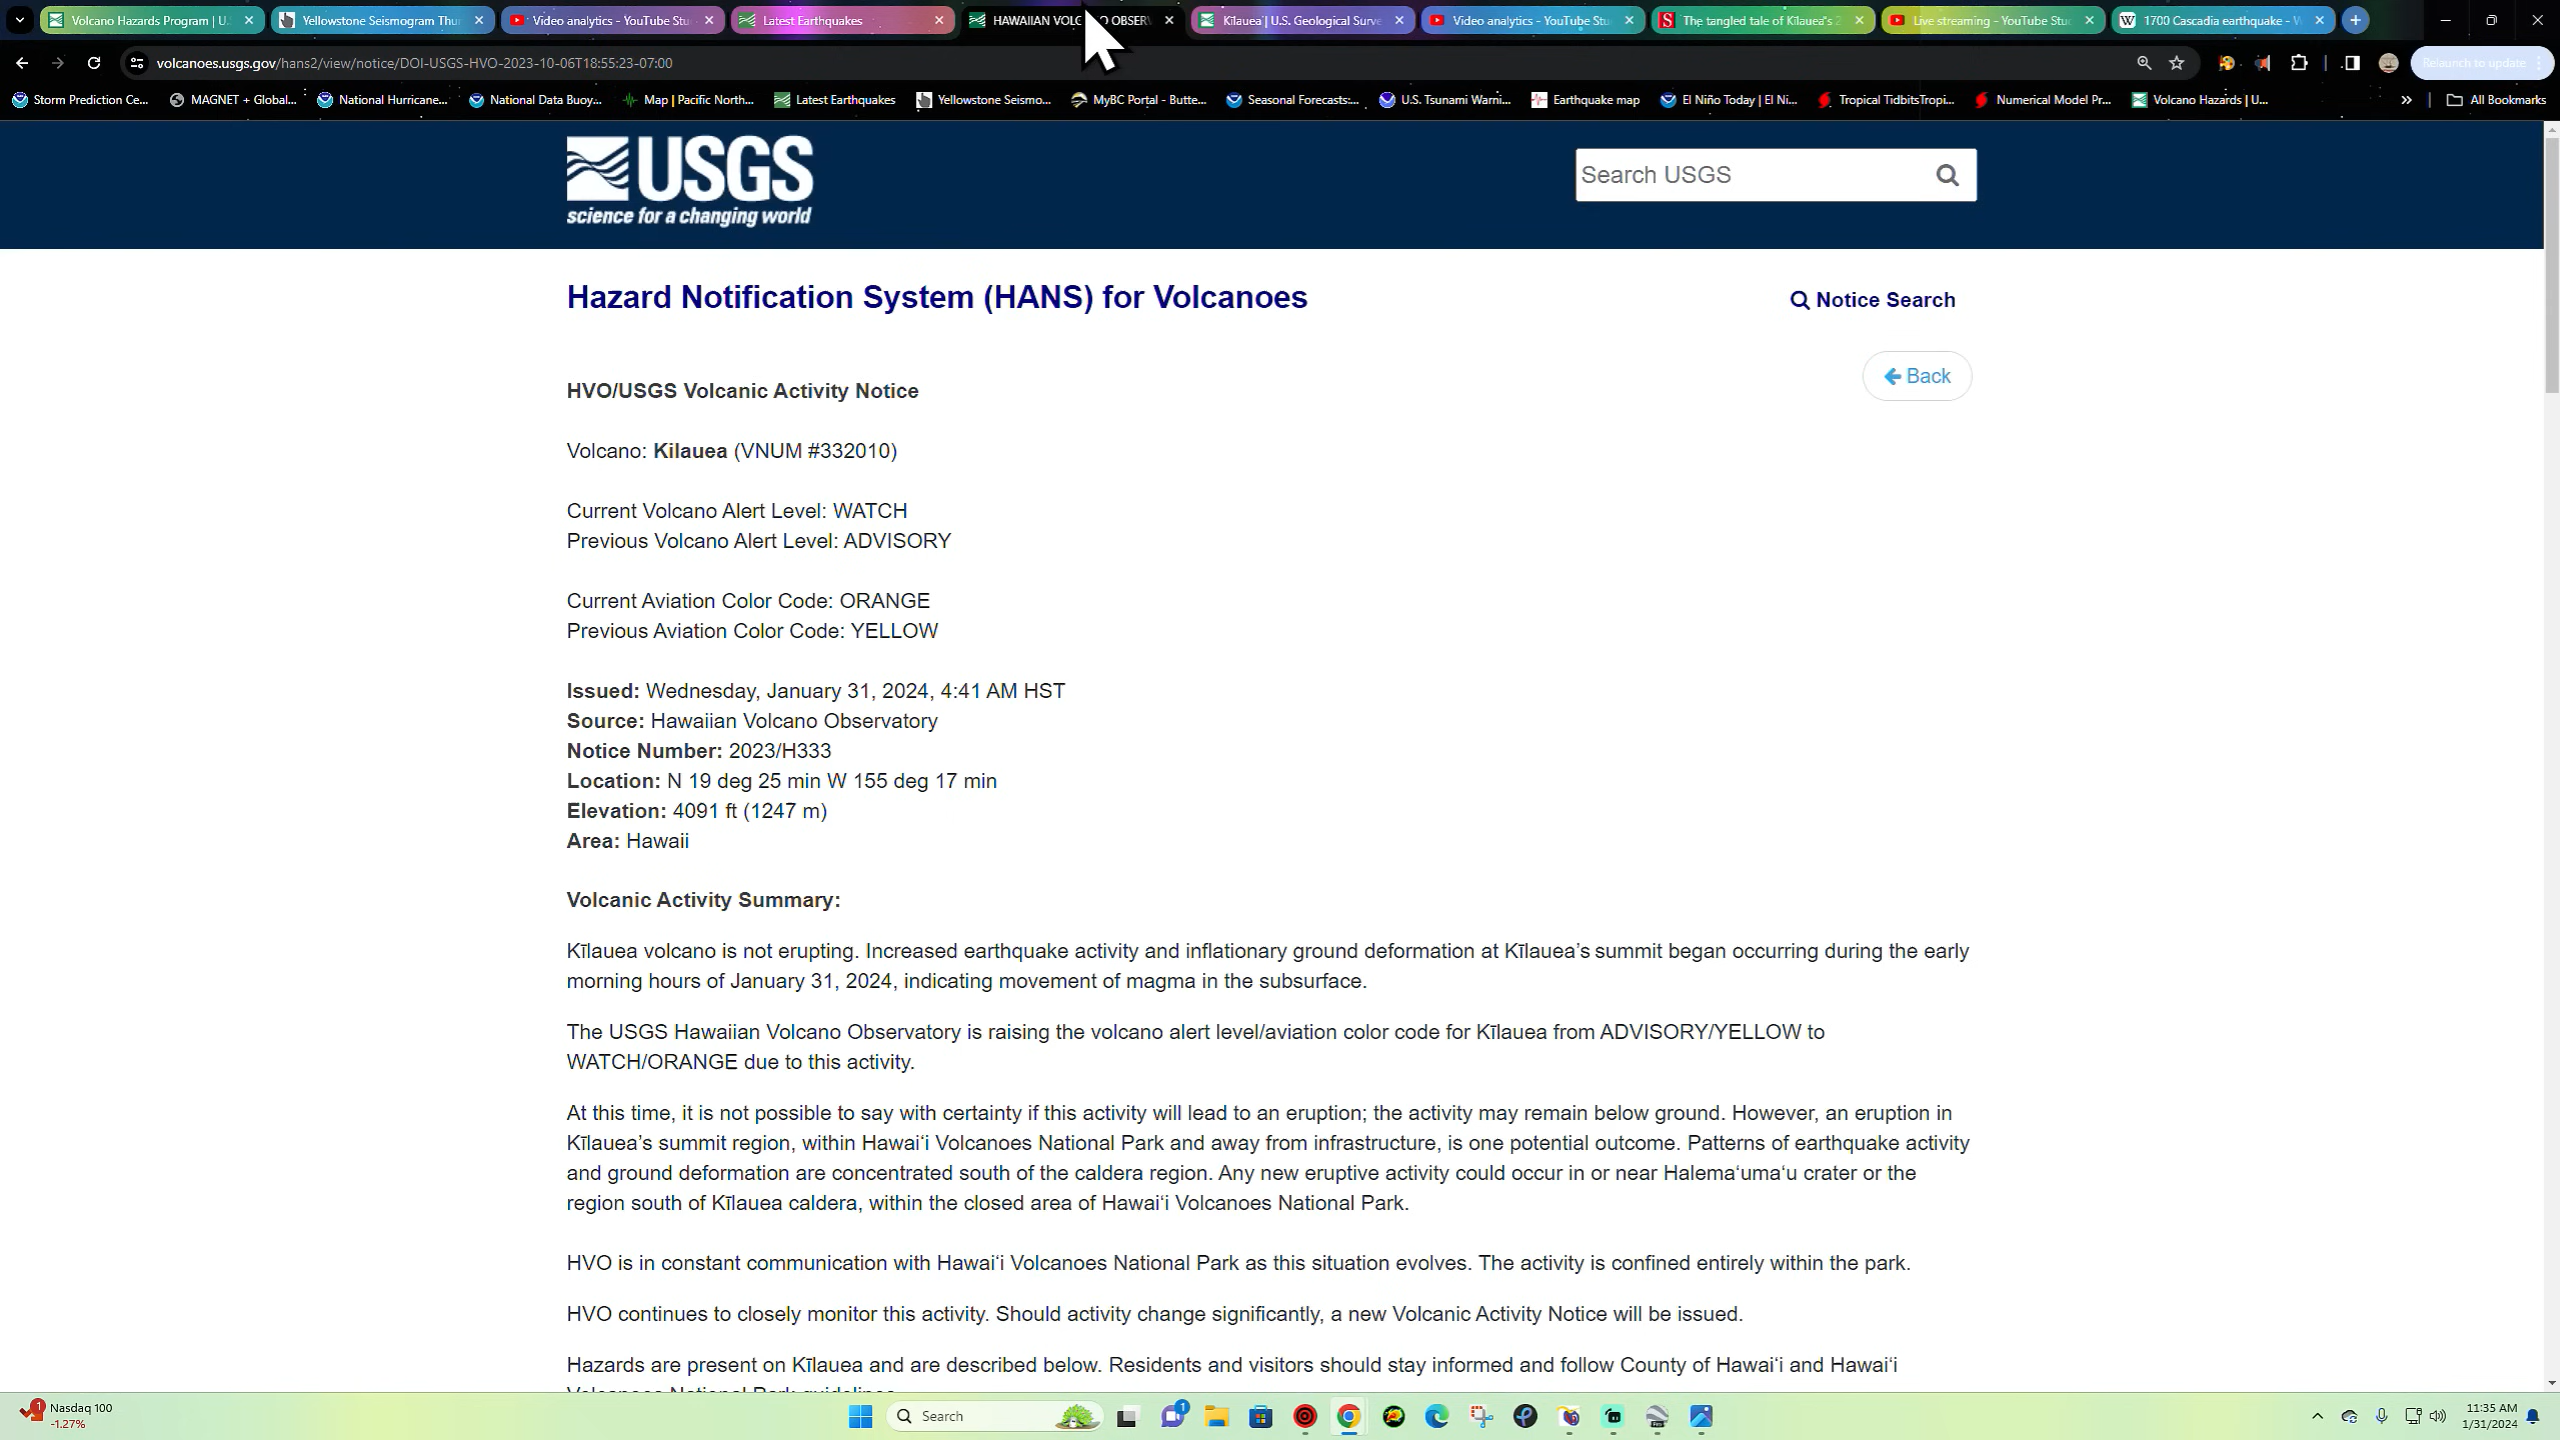 Volcano Hazards Program | U.
Yellowstone Seismogram Thu
Video analytics - YouTube Stu
Latest Earthquakes
HAWAIIAN VOLC O OBSERV
Kīlauea | U.S. Geological Surve
Video analytics - YouTube Stu
The tangled tale of Kīlauea's 2
Live streaming - YouTube Stuc
1700 Cascadia earthquake - W
volcanoes.usgs.gov/hans2/view/notice/DOI-USGS-HVO-2023-10-06T18:55:23-07:00
Relaunch to update
Storm Prediction Ce...
MAGNET + Global...
National Hurricane...
National Data Buoy...
Map | Pacific North...
Latest Earthquakes
Yellowstone Seismo...
MyBC Portal - Butte...
Seasonal Forecasts:...
U.S. Tsunami Warni...
Earthquake map
El Niño Today | El Ni...
Tropical TidbitsTropi...
Numerical Model Pr...
Volcano Hazards | U...
All Bookmarks
USGS
science for a changing world
Search USGS
Hazard Notification System (HANS) for Volcanoes
Notice Search
Back
HVO/USGS Volcanic Activity Notice
Volcano: Kilauea (VNUM #332010)
Current Volcano Alert Level: WATCH
Previous Volcano Alert Level: ADVISORY
Current Aviation Color Code: ORANGE
Previous Aviation Color Code: YELLOW
Issued: Wednesday, January 31, 2024, 4:41 AM HST
Source: Hawaiian Volcano Observatory
Notice Number: 2023/H333
Location: N 19 deg 25 min W 155 deg 17 min
Elevation: 4091 ft (1247 m)
Area: Hawaii
Volcanic Activity Summary:
Kīlauea volcano is not erupting. Increased earthquake activity and inflationary ground deformation at Kīlauea's summit began occurring during the early
morning hours of January 31, 2024, indicating movement of magma in the subsurface.
The USGS Hawaiian Volcano Observatory is raising the volcano alert level/aviation color code for Kīlauea from ADVISORY/YELLOW to
WATCH/ORANGE due to this activity.
At this time, it is not possible to say with certainty if this activity will lead to an eruption; the activity may remain below ground. However, an eruption in
Kīlauea's summit region, within Hawaiʻi Volcanoes National Park and away from infrastructure, is one potential outcome. Patterns of earthquake activity
and ground deformation are concentrated south of the caldera region. Any new eruptive activity could occur in or near Halemaʻumaʻu crater or the
region south of Kīlauea caldera, within the closed area of Hawaiʻi Volcanoes National Park.
HVO is in constant communication with Hawaiʻi Volcanoes National Park as this situation evolves. The activity is confined entirely within the park.
HVO continues to closely monitor this activity. Should activity change significantly, a new Volcanic Activity Notice will be issued.
Hazards are present on Kīlauea and are described below. Residents and visitors should stay informed and follow County of Hawaiʻi and Hawaiʻi
Volcanoes National Park guidelines.
1
Nasdaq 100
-1.27%
Search
1
11:35 AM
1/31/2024